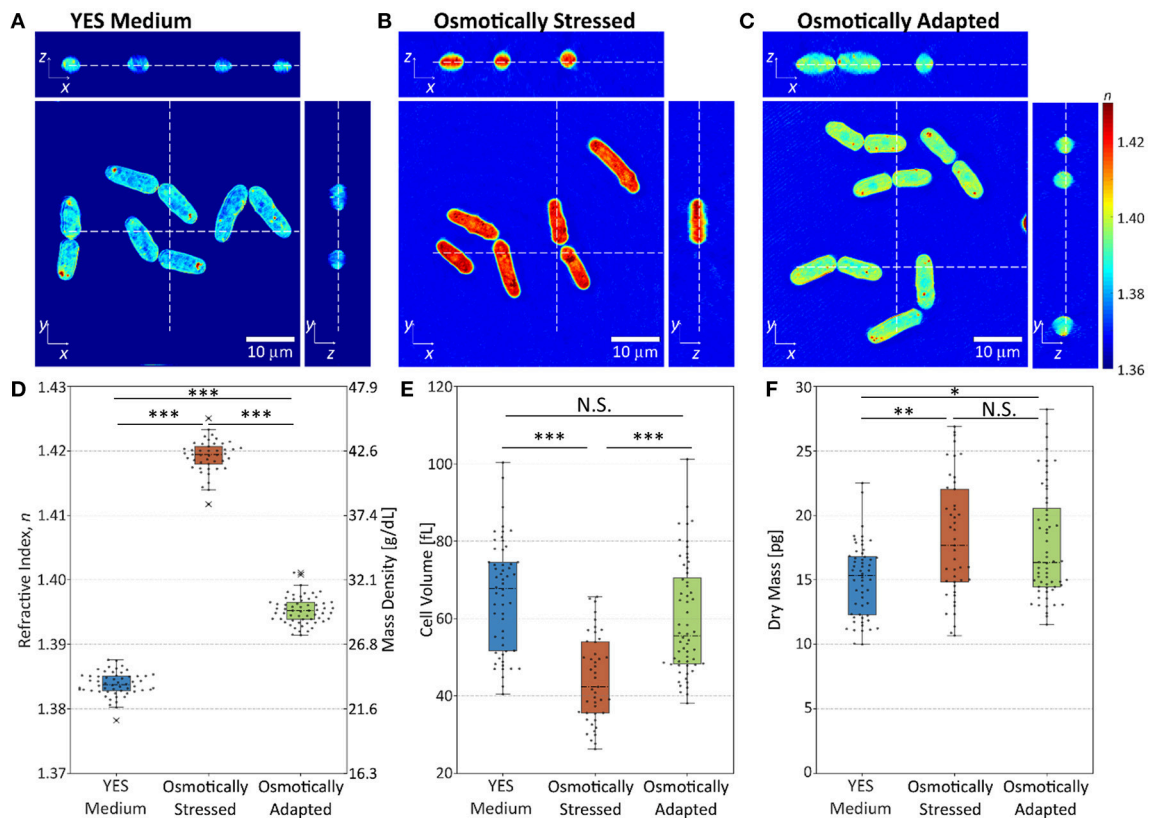 A YES Medium
B Osmotically Stressed
C Osmotically Adapted
z
x
z
x
z
x
n
1.42
1.40
1.38
1.36
y
x
10 μm
y
z
y
x
10 μm
y
z
y
x
10 μm
y
z
D
1.43
1.42
1.41
1.40
1.39
1.38
1.37
Refractive Index, n
***
***
***
47.9
42.6
37.4
32.1
26.8
21.6
16.3
Mass Density [g/dL]
YES Medium
Osmotically Stressed
Osmotically Adapted
E
120
100
80
60
40
20
Cell Volume [fL]
N.S.
***
***
YES Medium
Osmotically Stressed
Osmotically Adapted
F
30
25
20
15
10
5
0
Dry Mass [pg]
*
**
N.S.
YES Medium
Osmotically Stressed
Osmotically Adapted